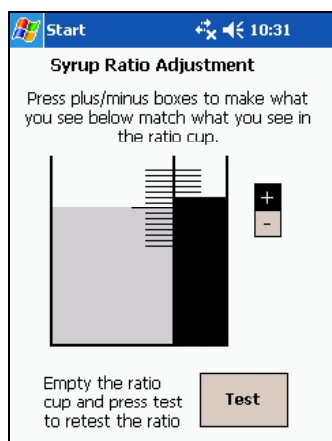 Start 10:31
Syrup Ratio Adjustment
Press plus/minus boxes to make what
you see below match what you see in
the ratio cup.
+
-
Empty the ratio
cup and press test
to retest the ratio
Test